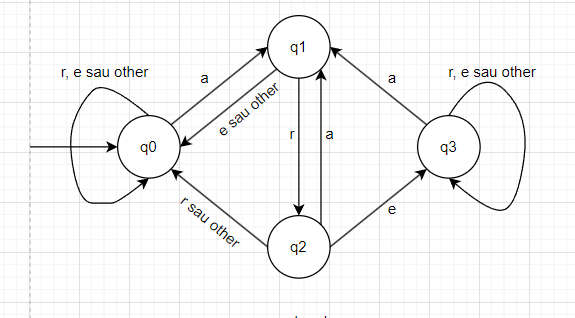 q1
r, e sau other
a
a
r, e sau other
e sau other
q0
r
a
q3
r sau other
e
q2